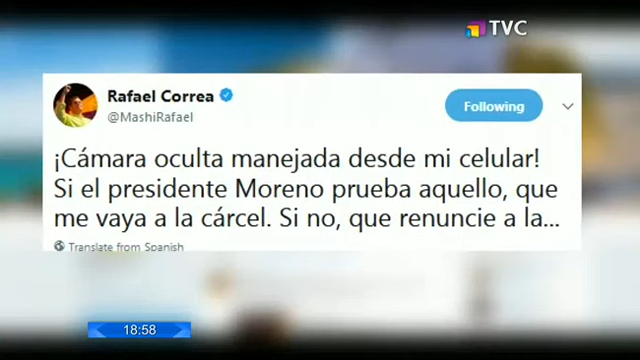 TVC
Rafael Correa
@MashiRafael
Following
¡Cámara oculta manejada desde mi celular!
Si el presidente Moreno prueba aquello, que
me vaya a la cárcel. Si no, que renuncie a la...
Translate from Spanish
18:58